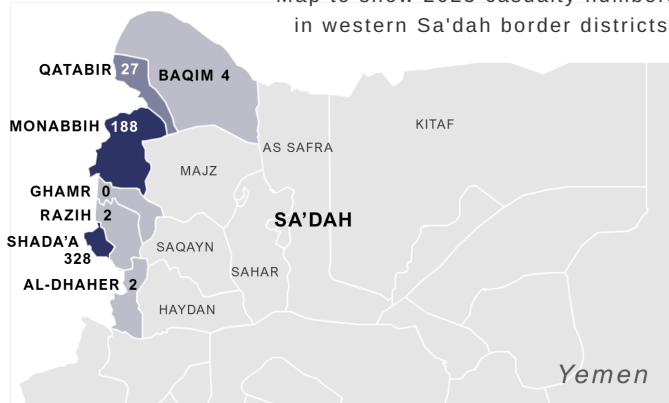 Map to show 2023 casualty numbers
in western Sa'dah border districts
QATABIR 27
BAQIM 4
MONABBIH 188
KITAF
AS SAFRA
MAJZ
GHAMR 0
RAZIH 2
SA'DAH
SHADA'A
328
SAQAYN
SAHAR
AL-DHAHER 2
HAYDAN
Yemen